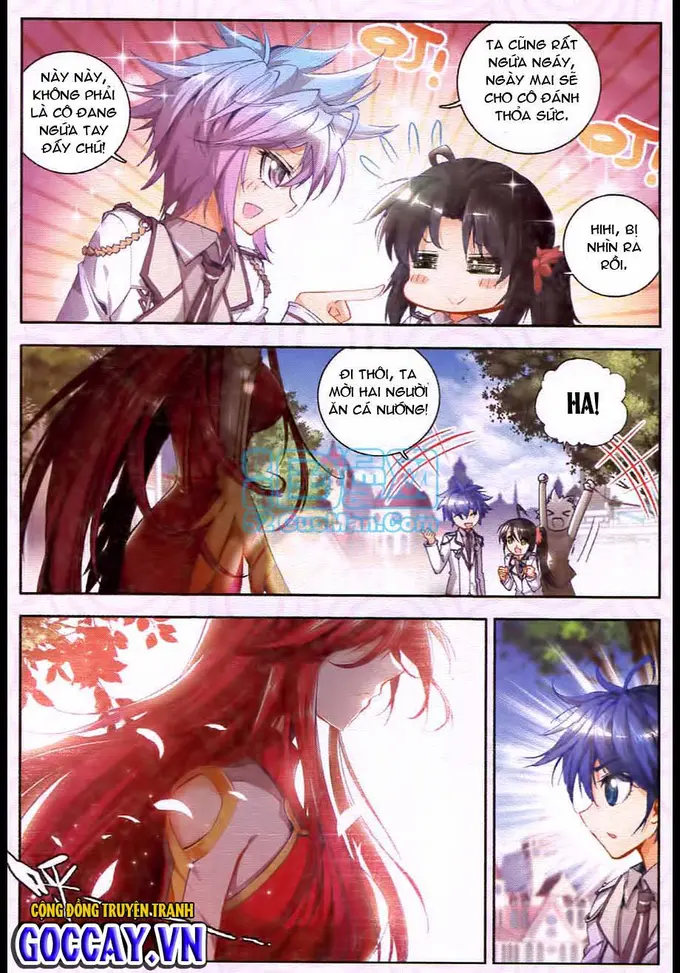 NÀY NÀY,
KHÔNG PHẢI
LÀ CÔ ĐANG
NGỨA TAY
ĐẤY CHỨ!
TA CŨNG RẤT
NGỨA NGÁY,
NGÀY MAI SẼ
CHO CÔ ĐÁNH
THỎA SỨC.
HIHI, BỊ
NHÌN RA
RỒI.
ĐI THÔI, TA
MỜI HAI NGƯỜI
ĂN CÁ NƯỚNG!
HA!
CỘNG ĐỒNG TRUYỆN TRANH
GOCCAY.VN